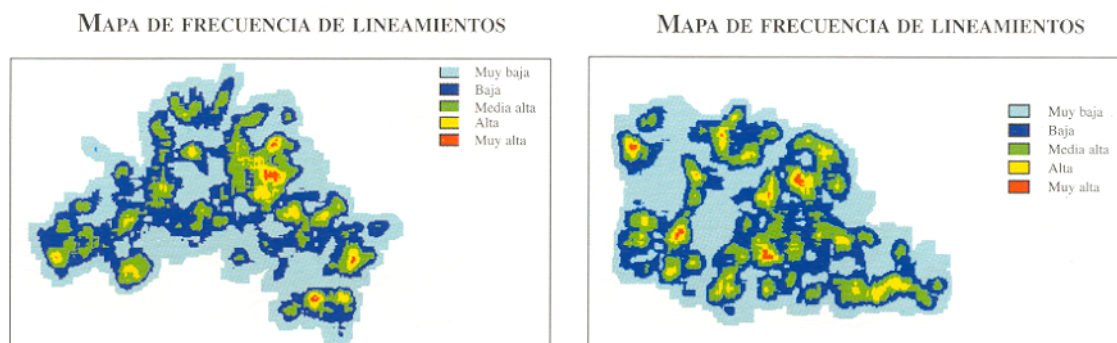 MAPA DE FRECUENCIA DE LINEAMIENTOS
Muy baja
Baja
Media alta
Alta
Muy alta
MAPA DE FRECUENCIA DE LINEAMIENTOS
Muy baja
Baja
Media alta
Alta
Muy alta